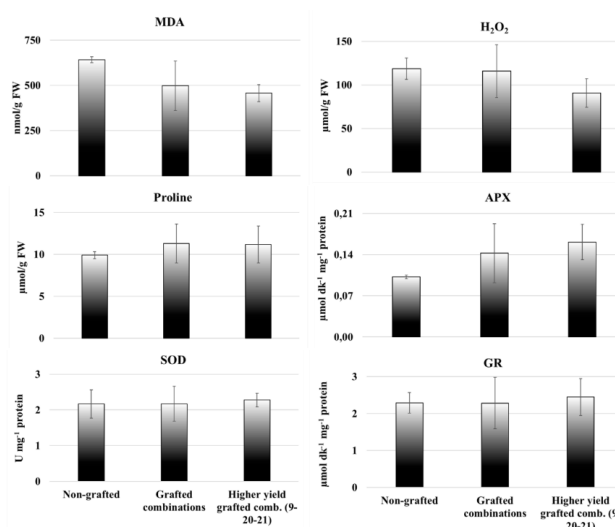 MDA
nmol/g FW
750
500
250
0
H₂O₂
µmol/g FW
150
100
50
0
Proline
µmol/g FW
15
10
5
0
APX
µmol dk⁻¹ mg⁻¹ protein
0,21
0,14
0,07
0,00
SOD
U mg⁻¹ protein
3
2
1
0
Non-grafted
Grafted
combinations
Higher yield
grafted comb. (9-
20-21)
GR
µmol dk⁻¹ mg⁻¹ protein
3
2
1
0
Non-grafted
Grafted
combinations
Higher yield
grafted comb. (9-
20-21)